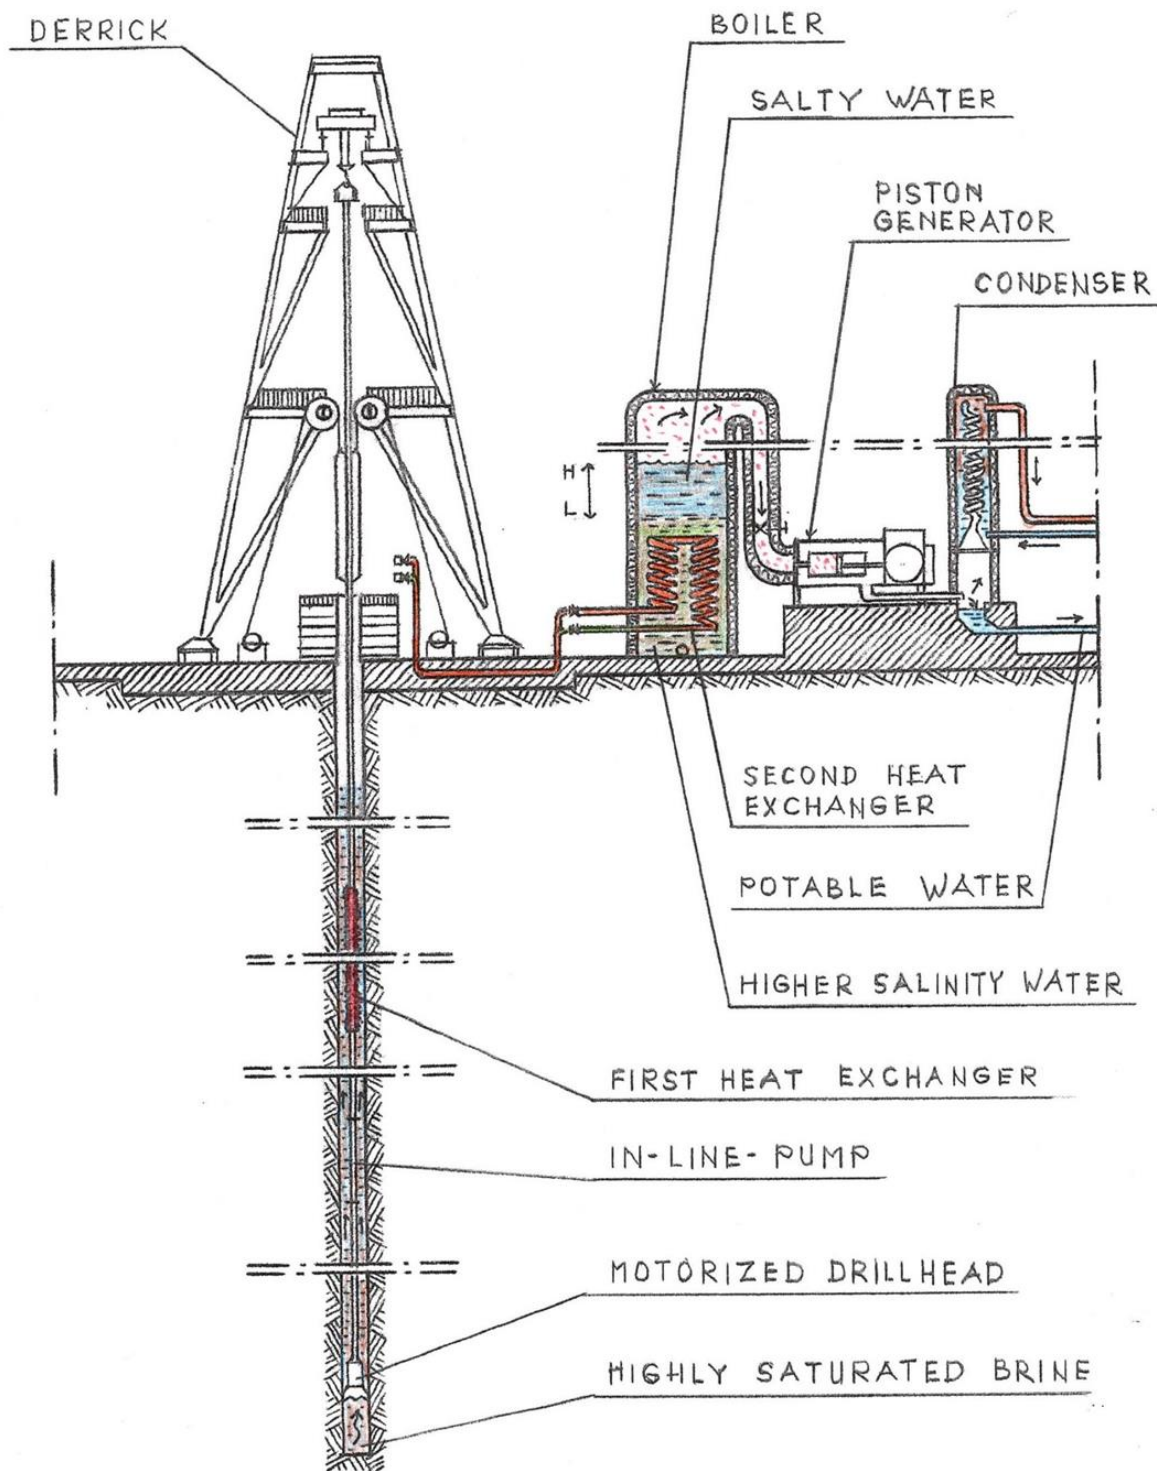 DERRICK
BOILER
SALTY WATER
PISTON
GENERATOR
CONDENSER
H
L
SECOND HEAT
EXCHANGER
POTABLE WATER
HIGHER SALINITY WATER
FIRST HEAT EXCHANGER
IN-LINE-PUMP
MOTORIZED DRILLHEAD
HIGHLY SATURATED BRINE